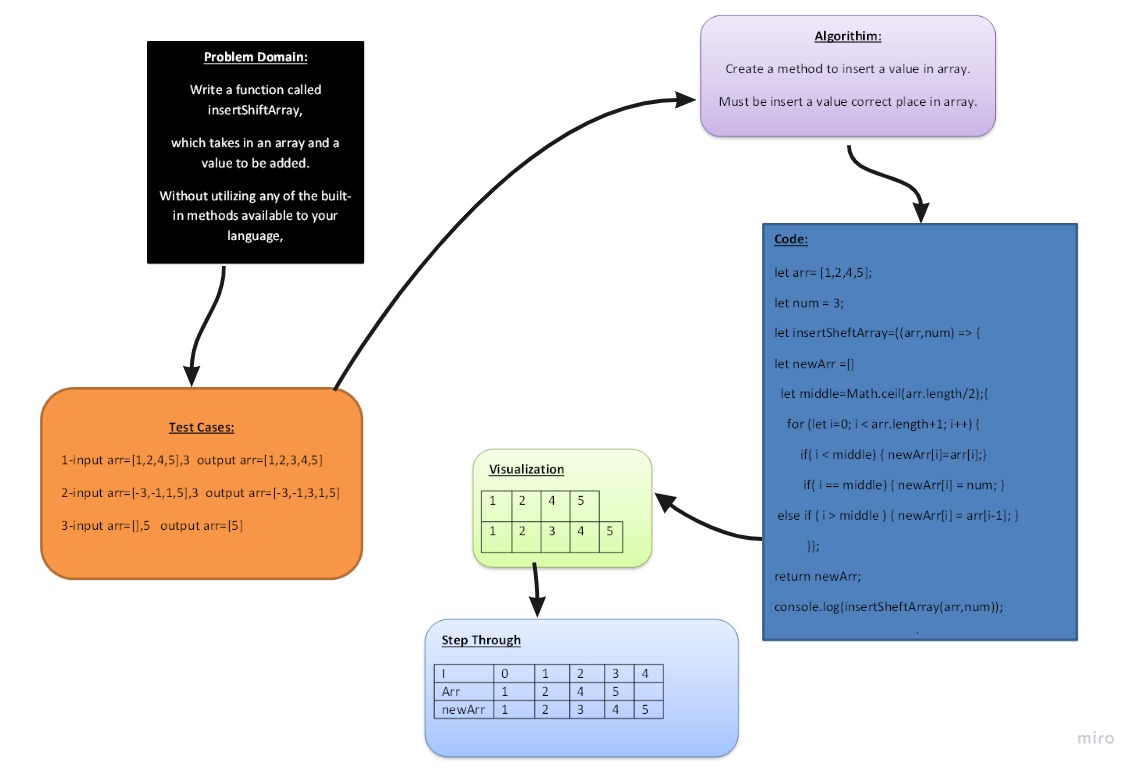 Problem Domain:
Write a function called
insertShiftArray,
which takes in an array and a
value to be added.
Without utilizing any of the built-
in methods available to your
language,
Test Cases:
1-input arr=[1,2,4,5],3 output arr=[1,2,3,4,5]
2-input arr=[-3,-1,1,5],3 output arr=[-3,-1,3,1,5]
3-input arr=[],5 output arr=[5]
Algorithim:
Create a method to insert a value in array.
Must be insert a value correct place in array.
Code:
let arr= [1,2,4,5];
let num = 3;
let insertSheftArray=((arr,num) => {
let newArr =[]
let middle=Math.ceil(arr.length/2);{
for (let i=0; i < arr.length+1; i++) {
if( i < middle) { newArr[i]=arr[i];}
if( i == middle) { newArr[i] = num; }
else if ( i > middle ) { newArr[i] = arr[i-1]; }
}};
return newArr;
console.log(insertSheftArray(arr,num));
.
Visualization
1 2 4 5
1 2 3 4 5
Step Through
I 0 1 2 3 4
Arr 1 2 4 5
newArr 1 2 3 4 5
miro